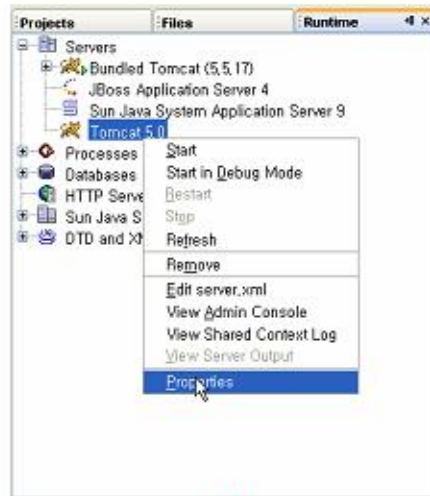 Projects Files Runtime
Servers
Bundled Tomcat (5,5,17)
JBoss Application Server 4
Sun Java System Application Server 9
Tomcat 5,0
Processes
Databases
HTTP Serve
Sun Java S
DTD and XM
Start
Start in Debug Mode
Restart
Stop
Refresh
Remove
Edit server,xml
View Admin Console
View Shared Context Log
View Server Output
Properties